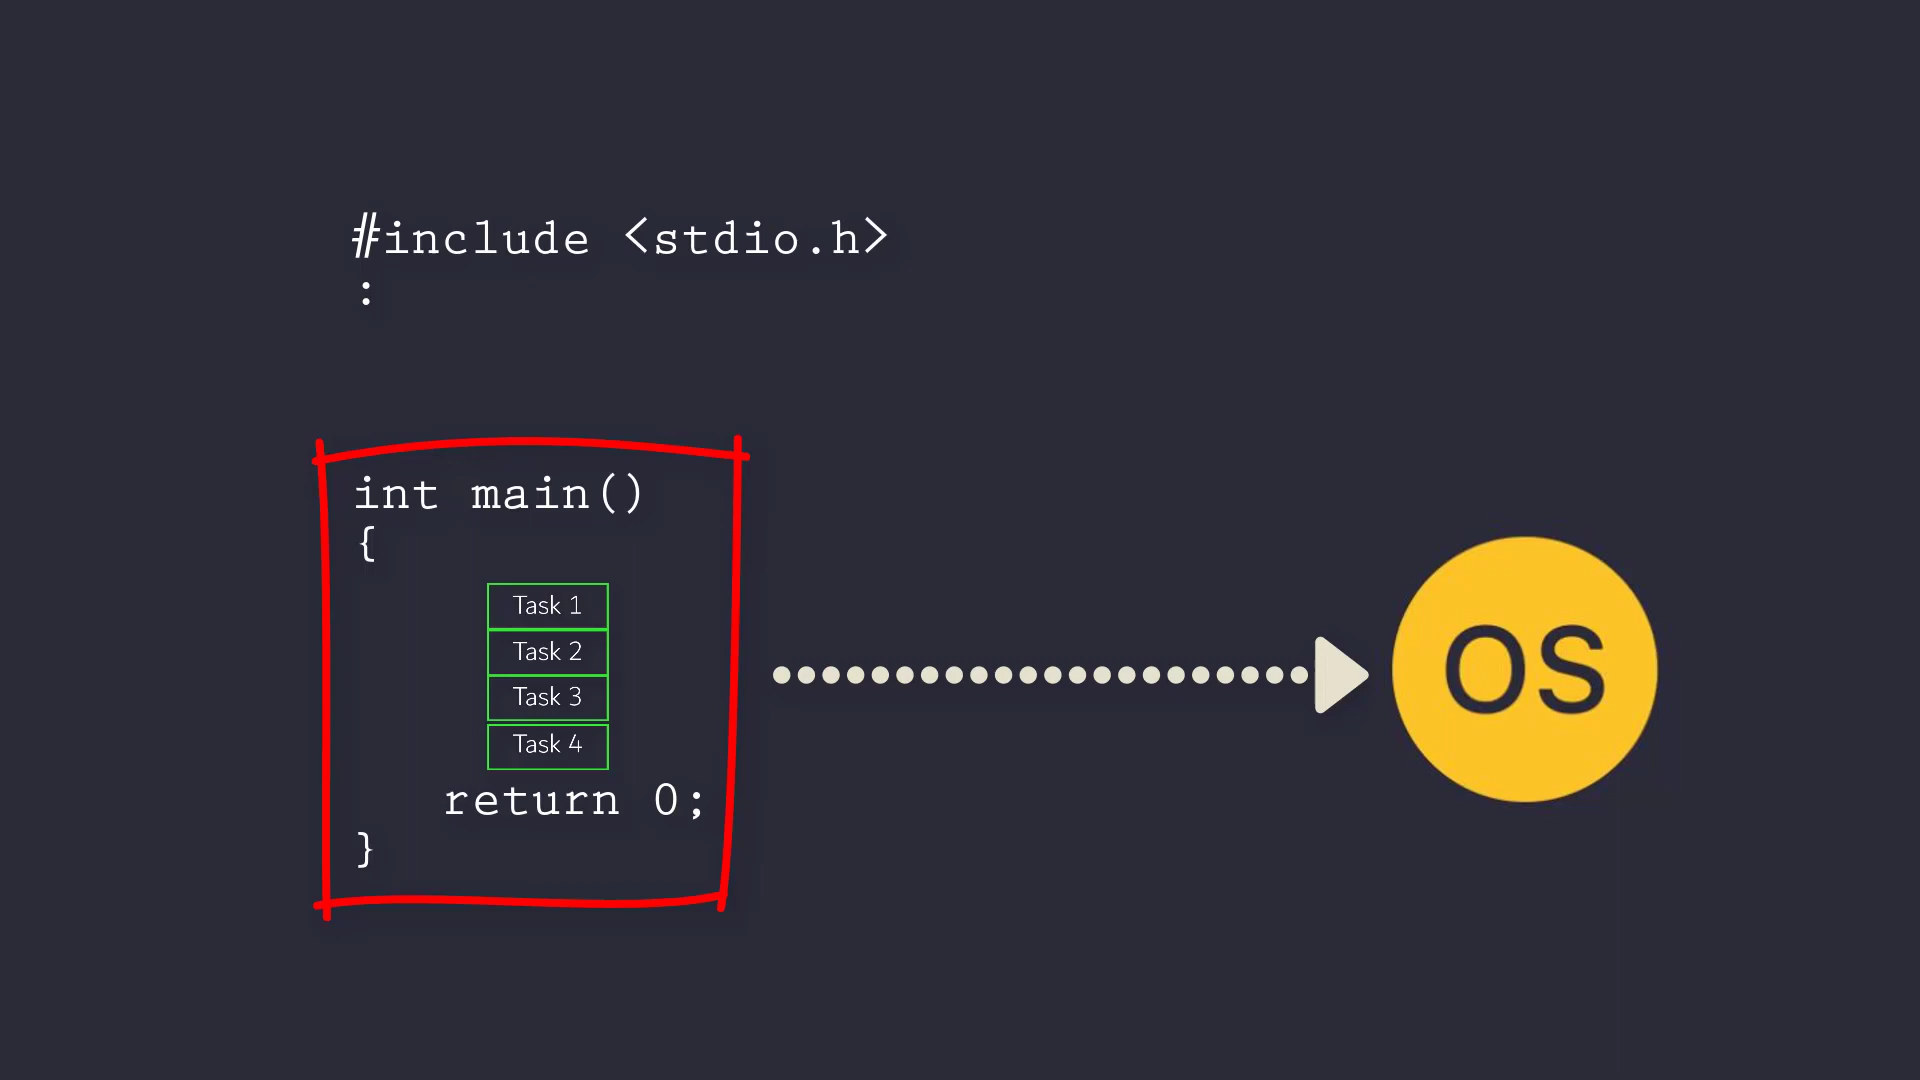 #include <stdio.h>
:
int main()
{
Task 1
Task 2
Task 3
Task 4
return 0;
}
OS